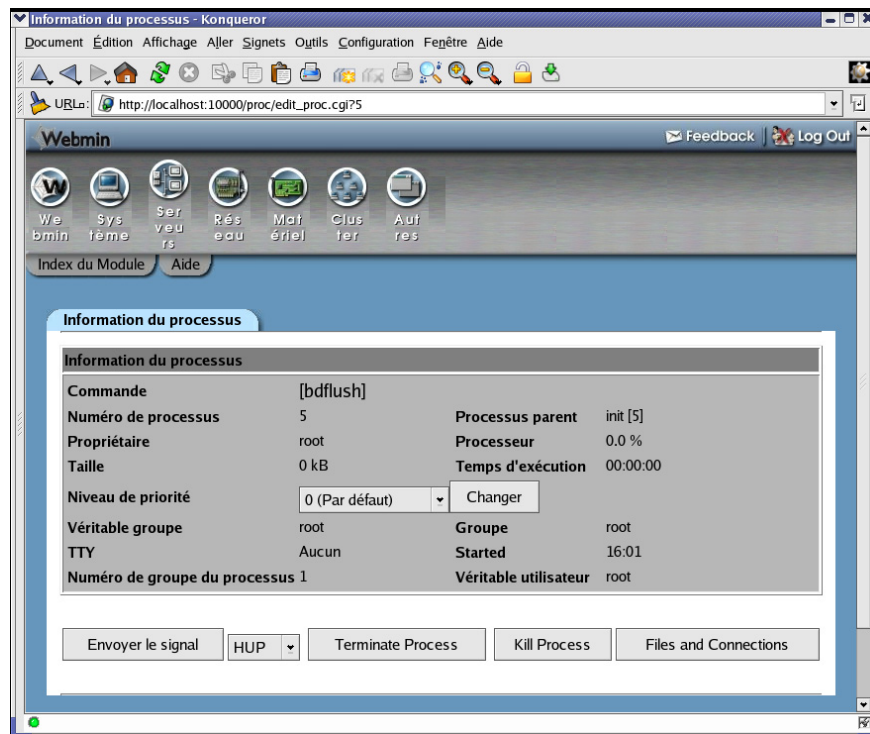 Information du processus - Konqueror
Document Édition Affichage Aller Signets Outils Configuration Fenêtre Aide
URL: http://localhost:10000/proc/edit_proc.cgi?5
Webmin Feedback Log Out
We
bmin
Sys
tème
Ser
veu
rs
Rés
eau
Mat
ériel
Clus
ter
Aut
res
Index du Module Aide
Information du processus
Information du processus
Commande [bdflush]
Numéro de processus 5 Processus parent init [5]
Propriétaire root Processeur 0.0 %
Taille 0 kB Temps d'exécution 00:00:00
Niveau de priorité 0 (Par défaut) Changer
Véritable groupe root Groupe root
TTY Aucun Started 16:01
Numéro de groupe du processus 1 Véritable utilisateur root
Envoyer le signal HUP Terminate Process Kill Process Files and Connections